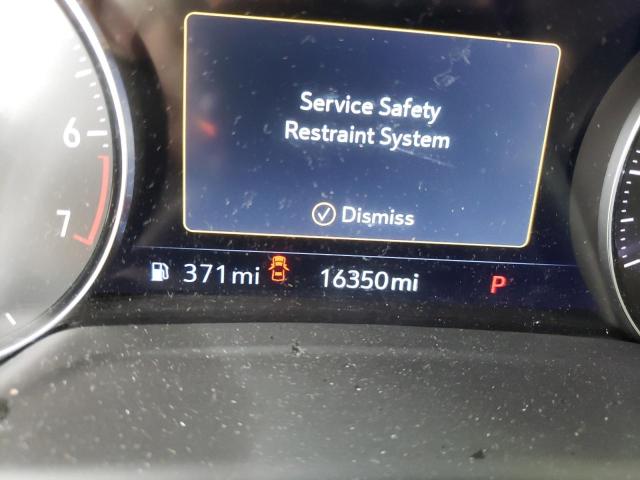 Service Safety
Restraint System
Dismiss
6
7
371mi 16350mi P